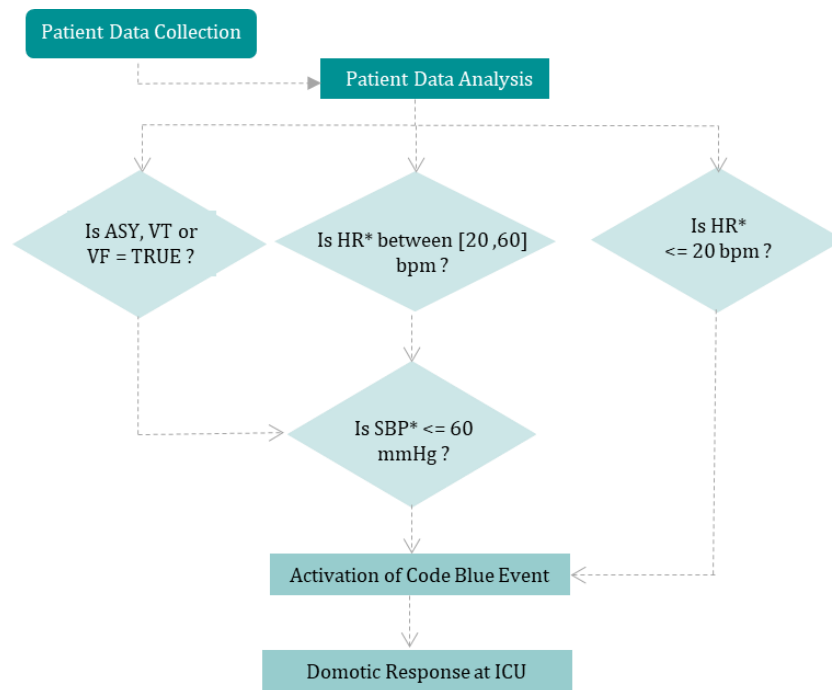 Patient Data Collection
Patient Data Analysis
Is ASY, VT or
VF = TRUE ?
Is HR* between [20 ,60]
bpm ?
Is HR*
<= 20 bpm ?
Is SBP* <= 60
mmHg ?
Activation of Code Blue Event
Domotic Response at ICU